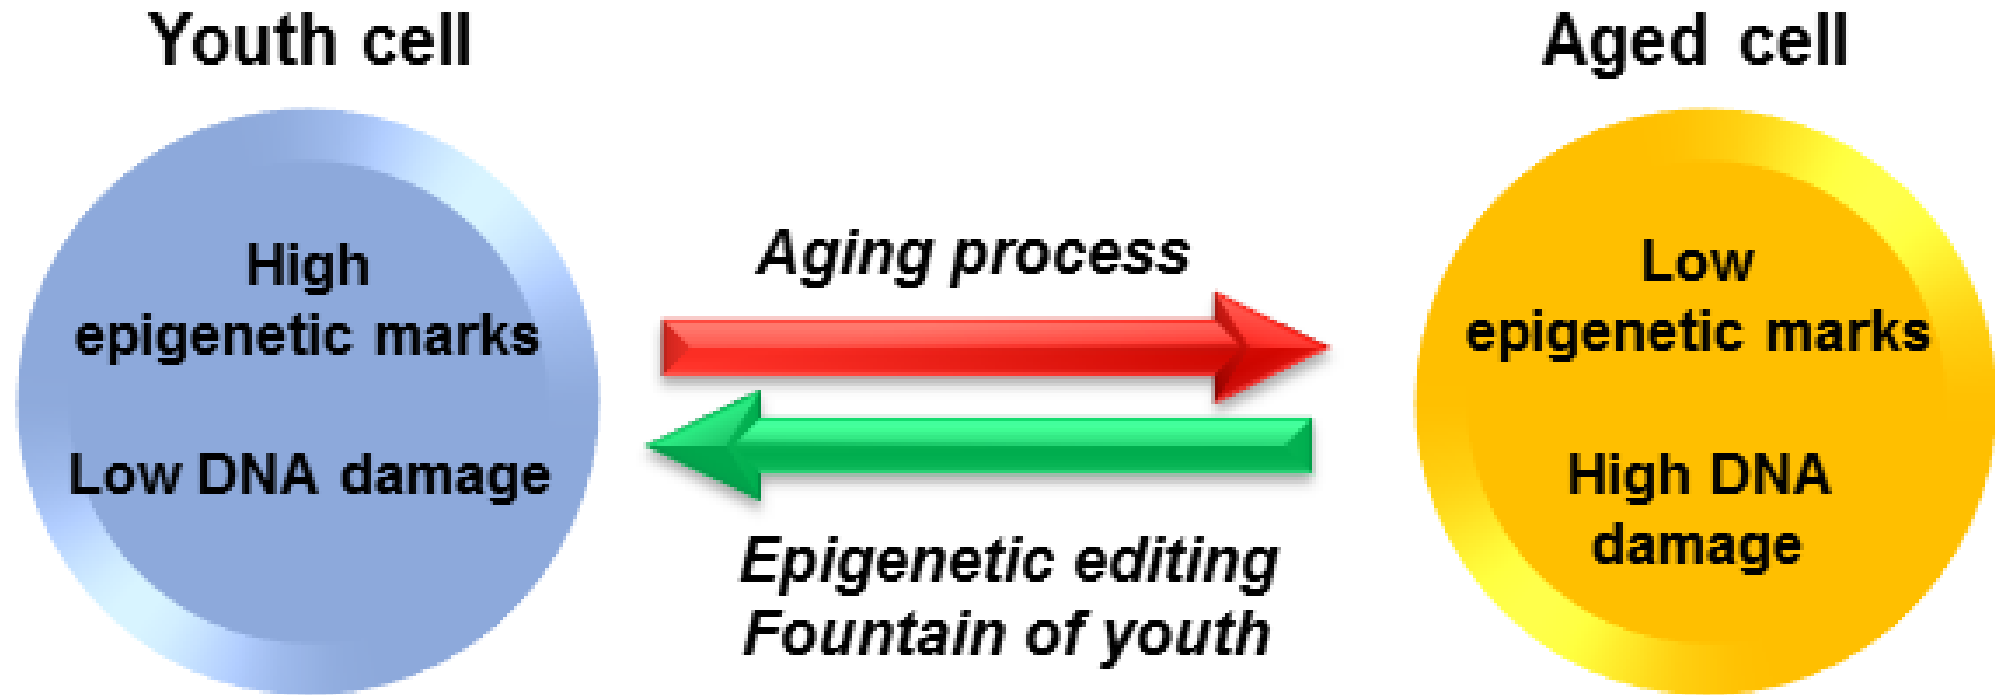 Youth cell
Aged cell
High
epigenetic marks
Low DNA damage
Aging process
Epigenetic editing
Fountain of youth
Low
epigenetic marks
High DNA
damage